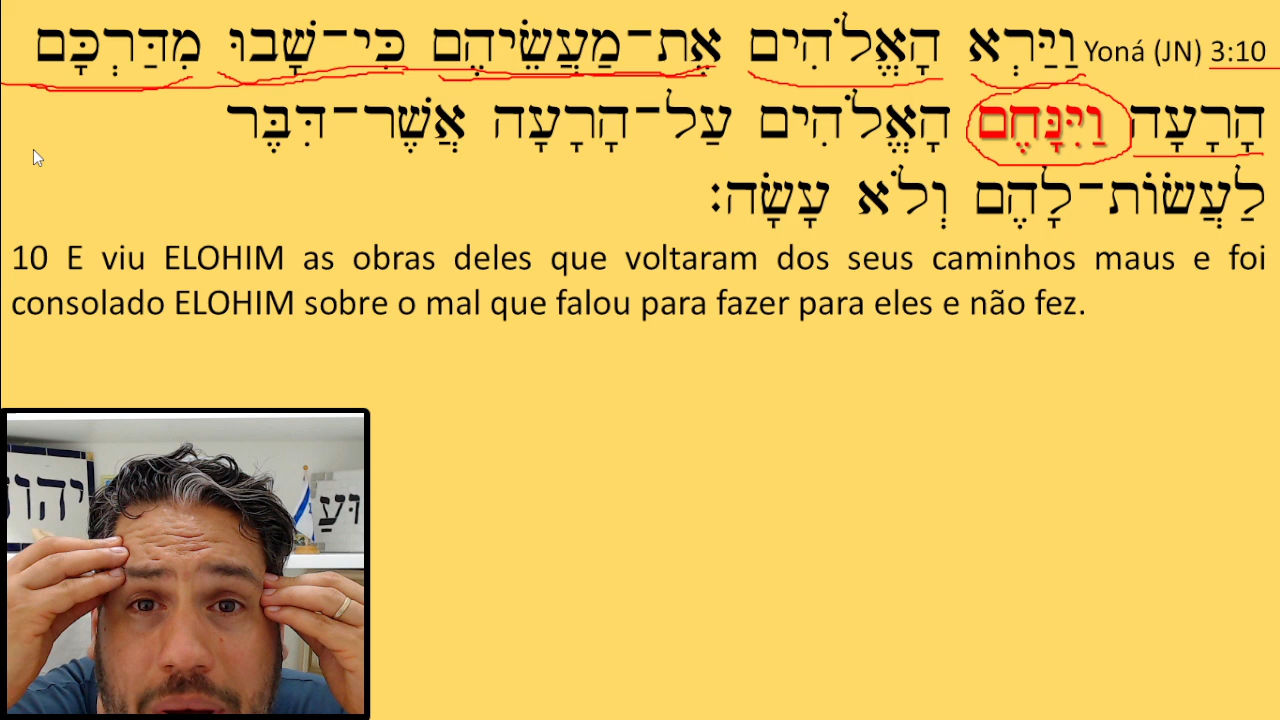 Yoná (JN) 3:10 וַיַּרְא הָאֱלֹהִים אֶת־מַעֲשֵׂיהֶם כִּי־שָׁבוּ מִדַּרְכָּם
הָרָעָה וַיִּנָּחֶם הָאֱלֹהִים עַל־הָרָעָה אֲשֶׁר־דִּבֶּר
לַעֲשׂוֹת־לָהֶם וְלֹא עָשָׂה׃
10 E viu ELOHIM as obras deles que voltaram dos seus caminhos maus e foi
consolado ELOHIM sobre o mal que falou para fazer para eles e não fez.